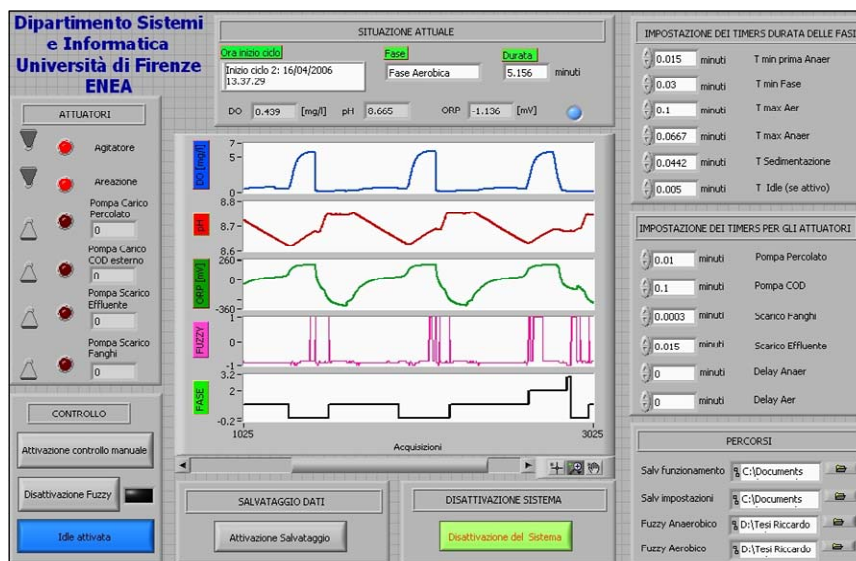 Dipartimento Sistemi
e Informatica
Università di Firenze
ENEA
SITUAZIONE ATTUALE
Ora inizio ciclo
Fase
Durata
Inizio ciclo 2: 16/04/2006
13.37.29
Fase Aerobica
5.156
minuti
DO
0.439
[mg/l]
pH
8.665
ORP
-1.136
[mV]
ATTUATORI
Agitatore
Areazione
Pompa Carico
Percolato
0
Pompa Carico
COD esterno
0
Pompa Scarico
Effluente
0
Pompa Scarico
Fanghi
0
DO [mg/l]
7
5
0
pH
8.8
8.7
8.6
ORP [mV]
260
0
-360
FUZZY
1
0
-1
FASE
3.2
2
-0.2
1025
3025
Acquisizioni
IMPOSTAZIONE DEI TIMERS DURATA DELLE FASI
0.015 minuti T min prima Anaer
0.03 minuti T min Fase
0.1 minuti T max Aer
0.0667 minuti T max Anaer
0.0442 minuti T Sedimentazione
0.005 minuti T Idle (se attivo)
IMPOSTAZIONE DEI TIMERS PER GLI ATTUATORI
0.01 minuti Pompa Percolato
0.1 minuti Pompa COD
0.0003 minuti Scarico Fanghi
0.015 minuti Scarico Effluente
0 minuti Delay Anaer
0 minuti Delay Aer
CONTROLLO
Attivazione controllo manuale
Disattivazione Fuzzy
Idle attivata
SALVATAGGIO DATI
Attivazione Salvataggio
DISATTIVAZIONE SISTEMA
Disattivazione del Sistema
PERCORSI
Salv funzionamento C:\Documents
Salv impostazioni C:\Documents
Fuzzy Anaerobico D:\Tesi Riccardo
Fuzzy Aerobico D:\Tesi Riccardo